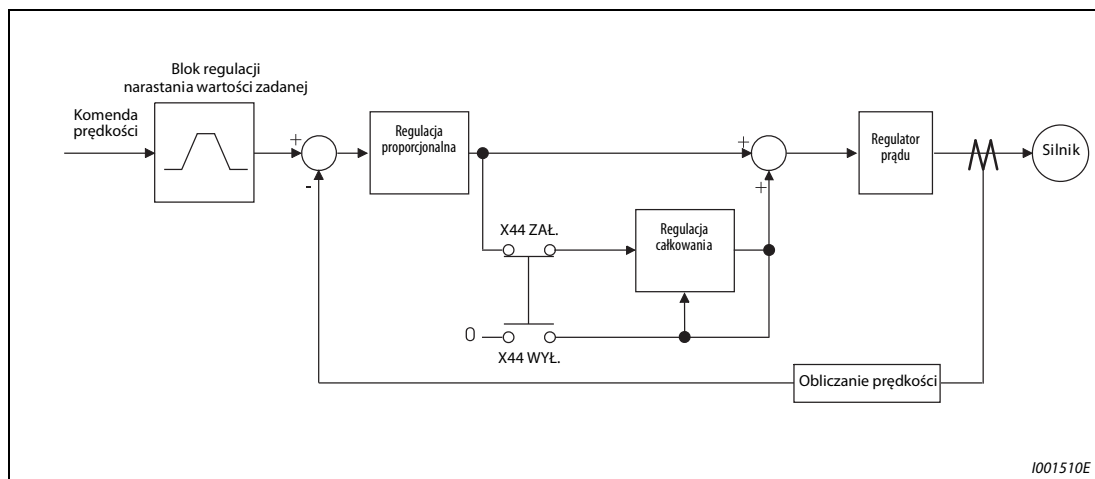 Blok regulacji
narastania wartości zadanej
Komenda
prędkości
+
-
Regulacja
proporcjonalna
+
+
Regulator
prądu
Silnik
X44 ZAŁ.
Regulacja
całkowania
0
X44 WYŁ.
Obliczanie prędkości
I001510E